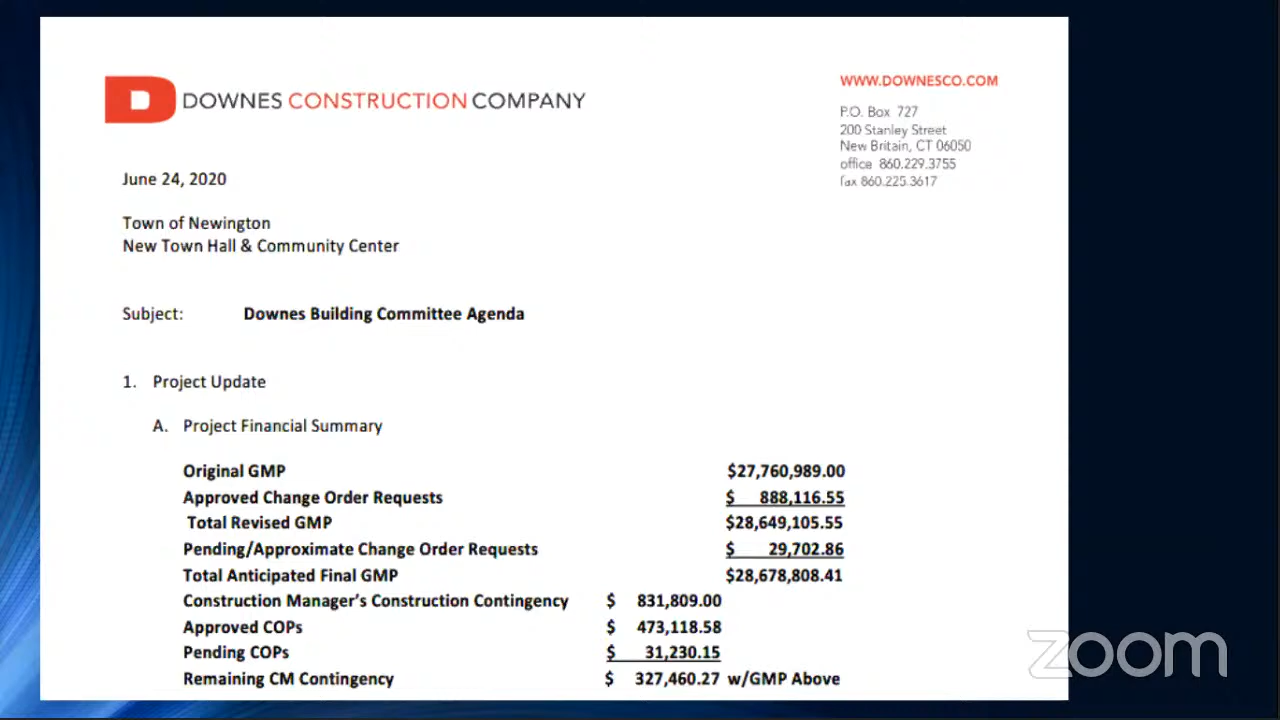 DOWNES CONSTRUCTION COMPANY
WWW.DOWNESCO.COM
P.O. Box 727
200 Stanley Street
New Britain, CT 06050
office 860.229.3755
fax 860.225.3617
June 24, 2020
Town of Newington
New Town Hall & Community Center
Subject: Downes Building Committee Agenda
1. Project Update
A. Project Financial Summary
Original GMP $27,760,989.00
Approved Change Order Requests $ 888,116.55
Total Revised GMP $28,649,105.55
Pending/Approximate Change Order Requests $ 29,702.86
Total Anticipated Final GMP $28,678,808.41
Construction Manager's Construction Contingency $ 831,809.00
Approved COPs $ 473,118.58
Pending COPs $ 31,230.15
Remaining CM Contingency $ 327,460.27 w/GMP Above
zoom